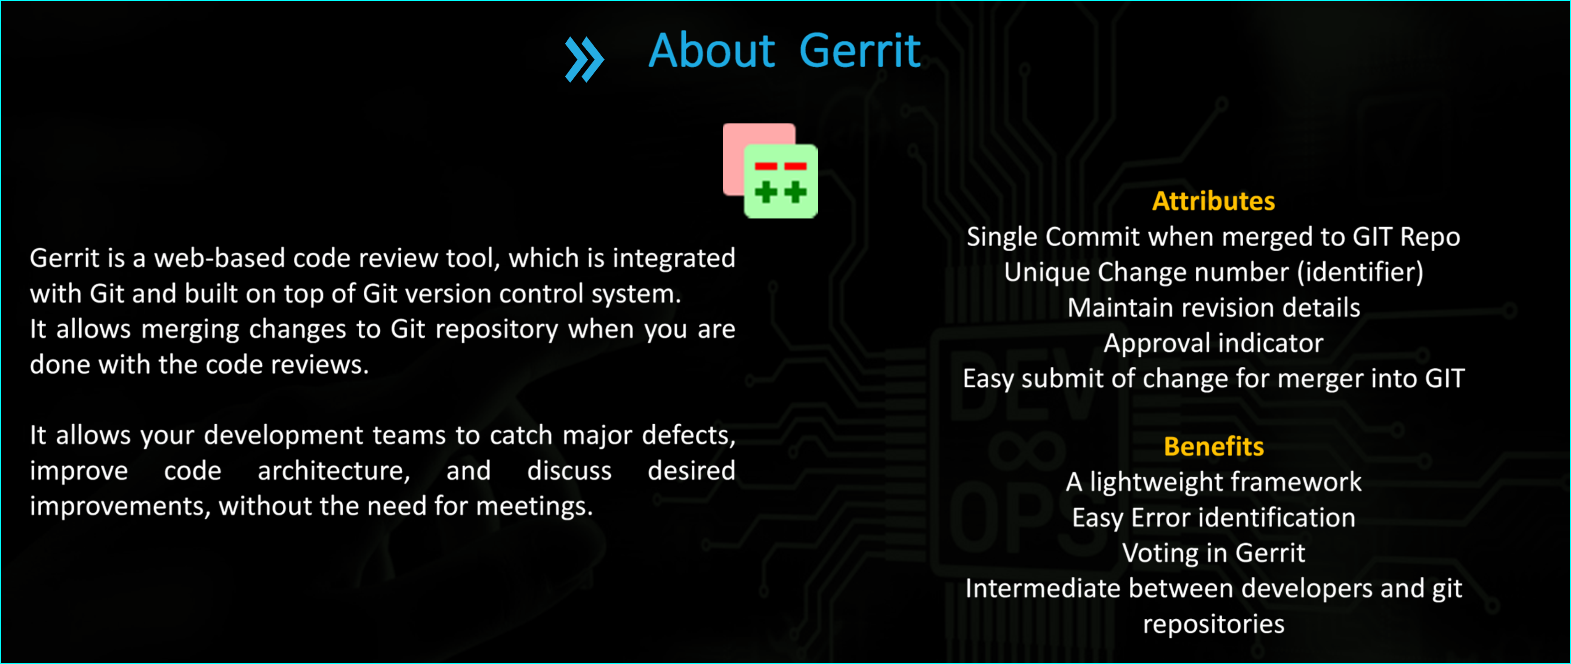 About Gerrit
Gerrit is a web-based code review tool, which is integrated
with Git and built on top of Git version control system.
It allows merging changes to Git repository when you are
done with the code reviews.
It allows your development teams to catch major defects,
improve code architecture, and discuss desired
improvements, without the need for meetings.
Attributes
Single Commit when merged to GIT Repo
Unique Change number (identifier)
Maintain revision details
Approval indicator
Easy submit of change for merger into GIT
Benefits
A lightweight framework
Easy Error identification
Voting in Gerrit
Intermediate between developers and git
repositories
DEV
OPS